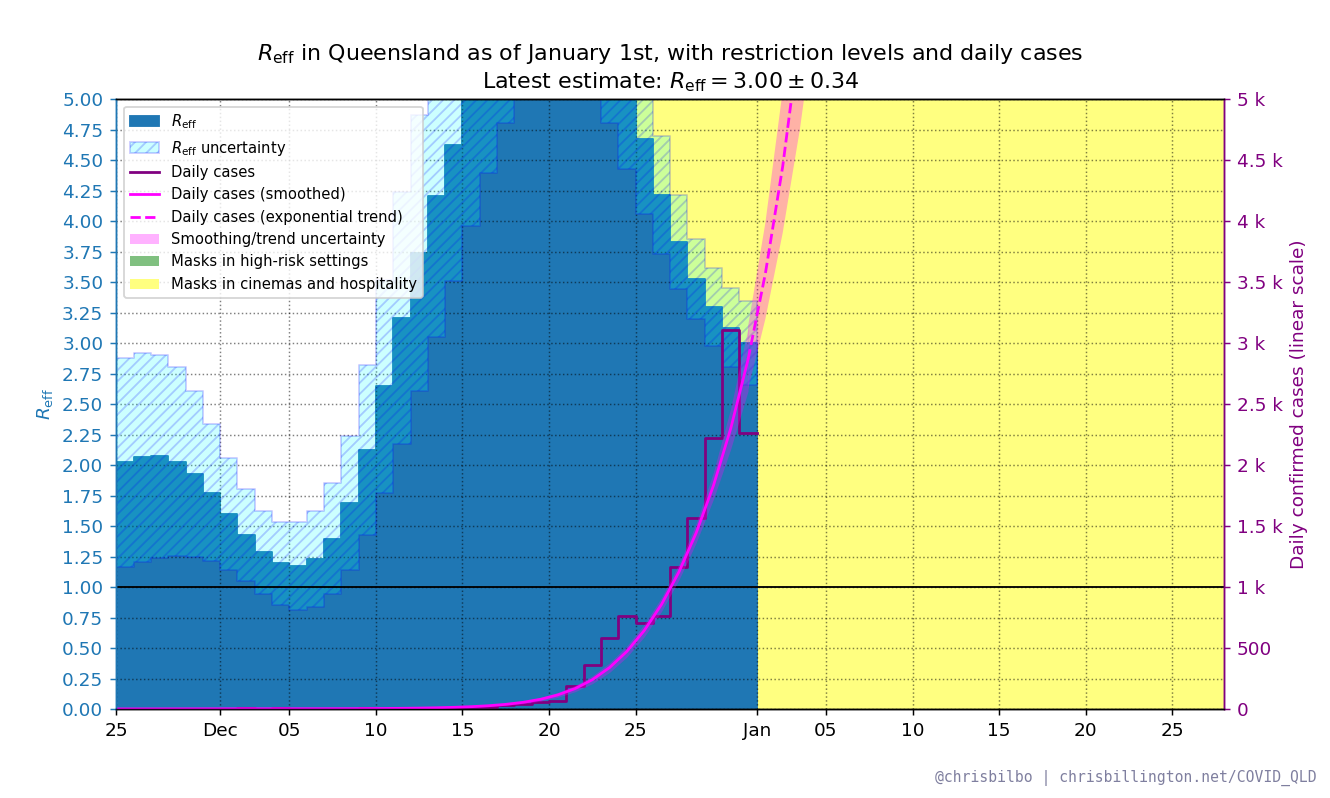 R_eff in Queensland as of January 1st, with restriction levels and daily cases
Latest estimate: R_eff = 3.00 ± 0.34
R_eff
R_eff uncertainty
Daily cases
Daily cases (smoothed)
Daily cases (exponential trend)
Smoothing/trend uncertainty
Masks in high-risk settings
Masks in cinemas and hospitality
5.00
4.75
4.50
4.25
4.00
3.75
3.50
3.25
3.00
2.75
2.50
2.25
2.00
1.75
1.50
1.25
1.00
0.75
0.50
0.25
0.00
R_eff
5 k
4.5 k
4 k
3.5 k
3 k
2.5 k
2 k
1.5 k
1 k
500
0
Daily confirmed cases (linear scale)
25 Dec 05 10 15 20 25 Jan 05 10 15 20 25
@chrisbilbo | chrisbillington.net/COVID_QLD